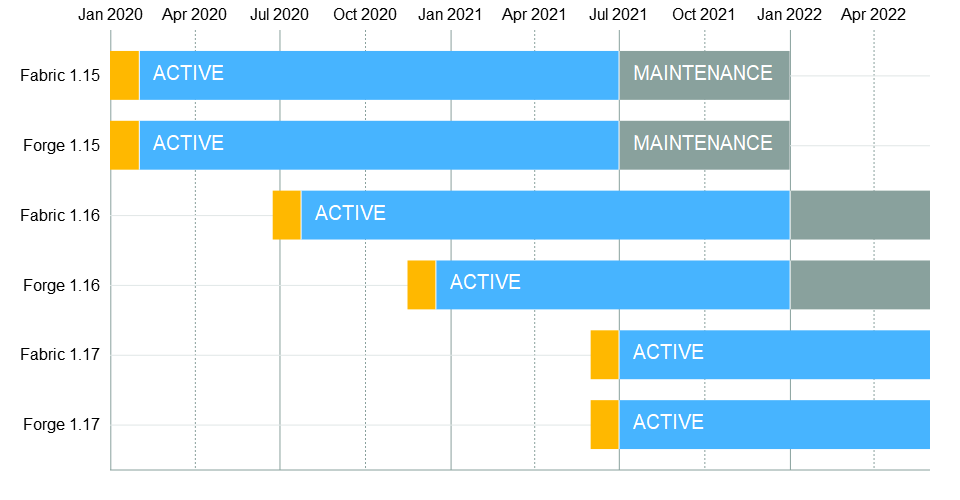 Jan 2020 Apr 2020 Jul 2020 Oct 2020 Jan 2021 Apr 2021 Jul 2021 Oct 2021 Jan 2022 Apr 2022
Fabric 1.15 ACTIVE MAINTENANCE
Forge 1.15 ACTIVE MAINTENANCE
Fabric 1.16 ACTIVE
Forge 1.16 ACTIVE
Fabric 1.17 ACTIVE
Forge 1.17 ACTIVE